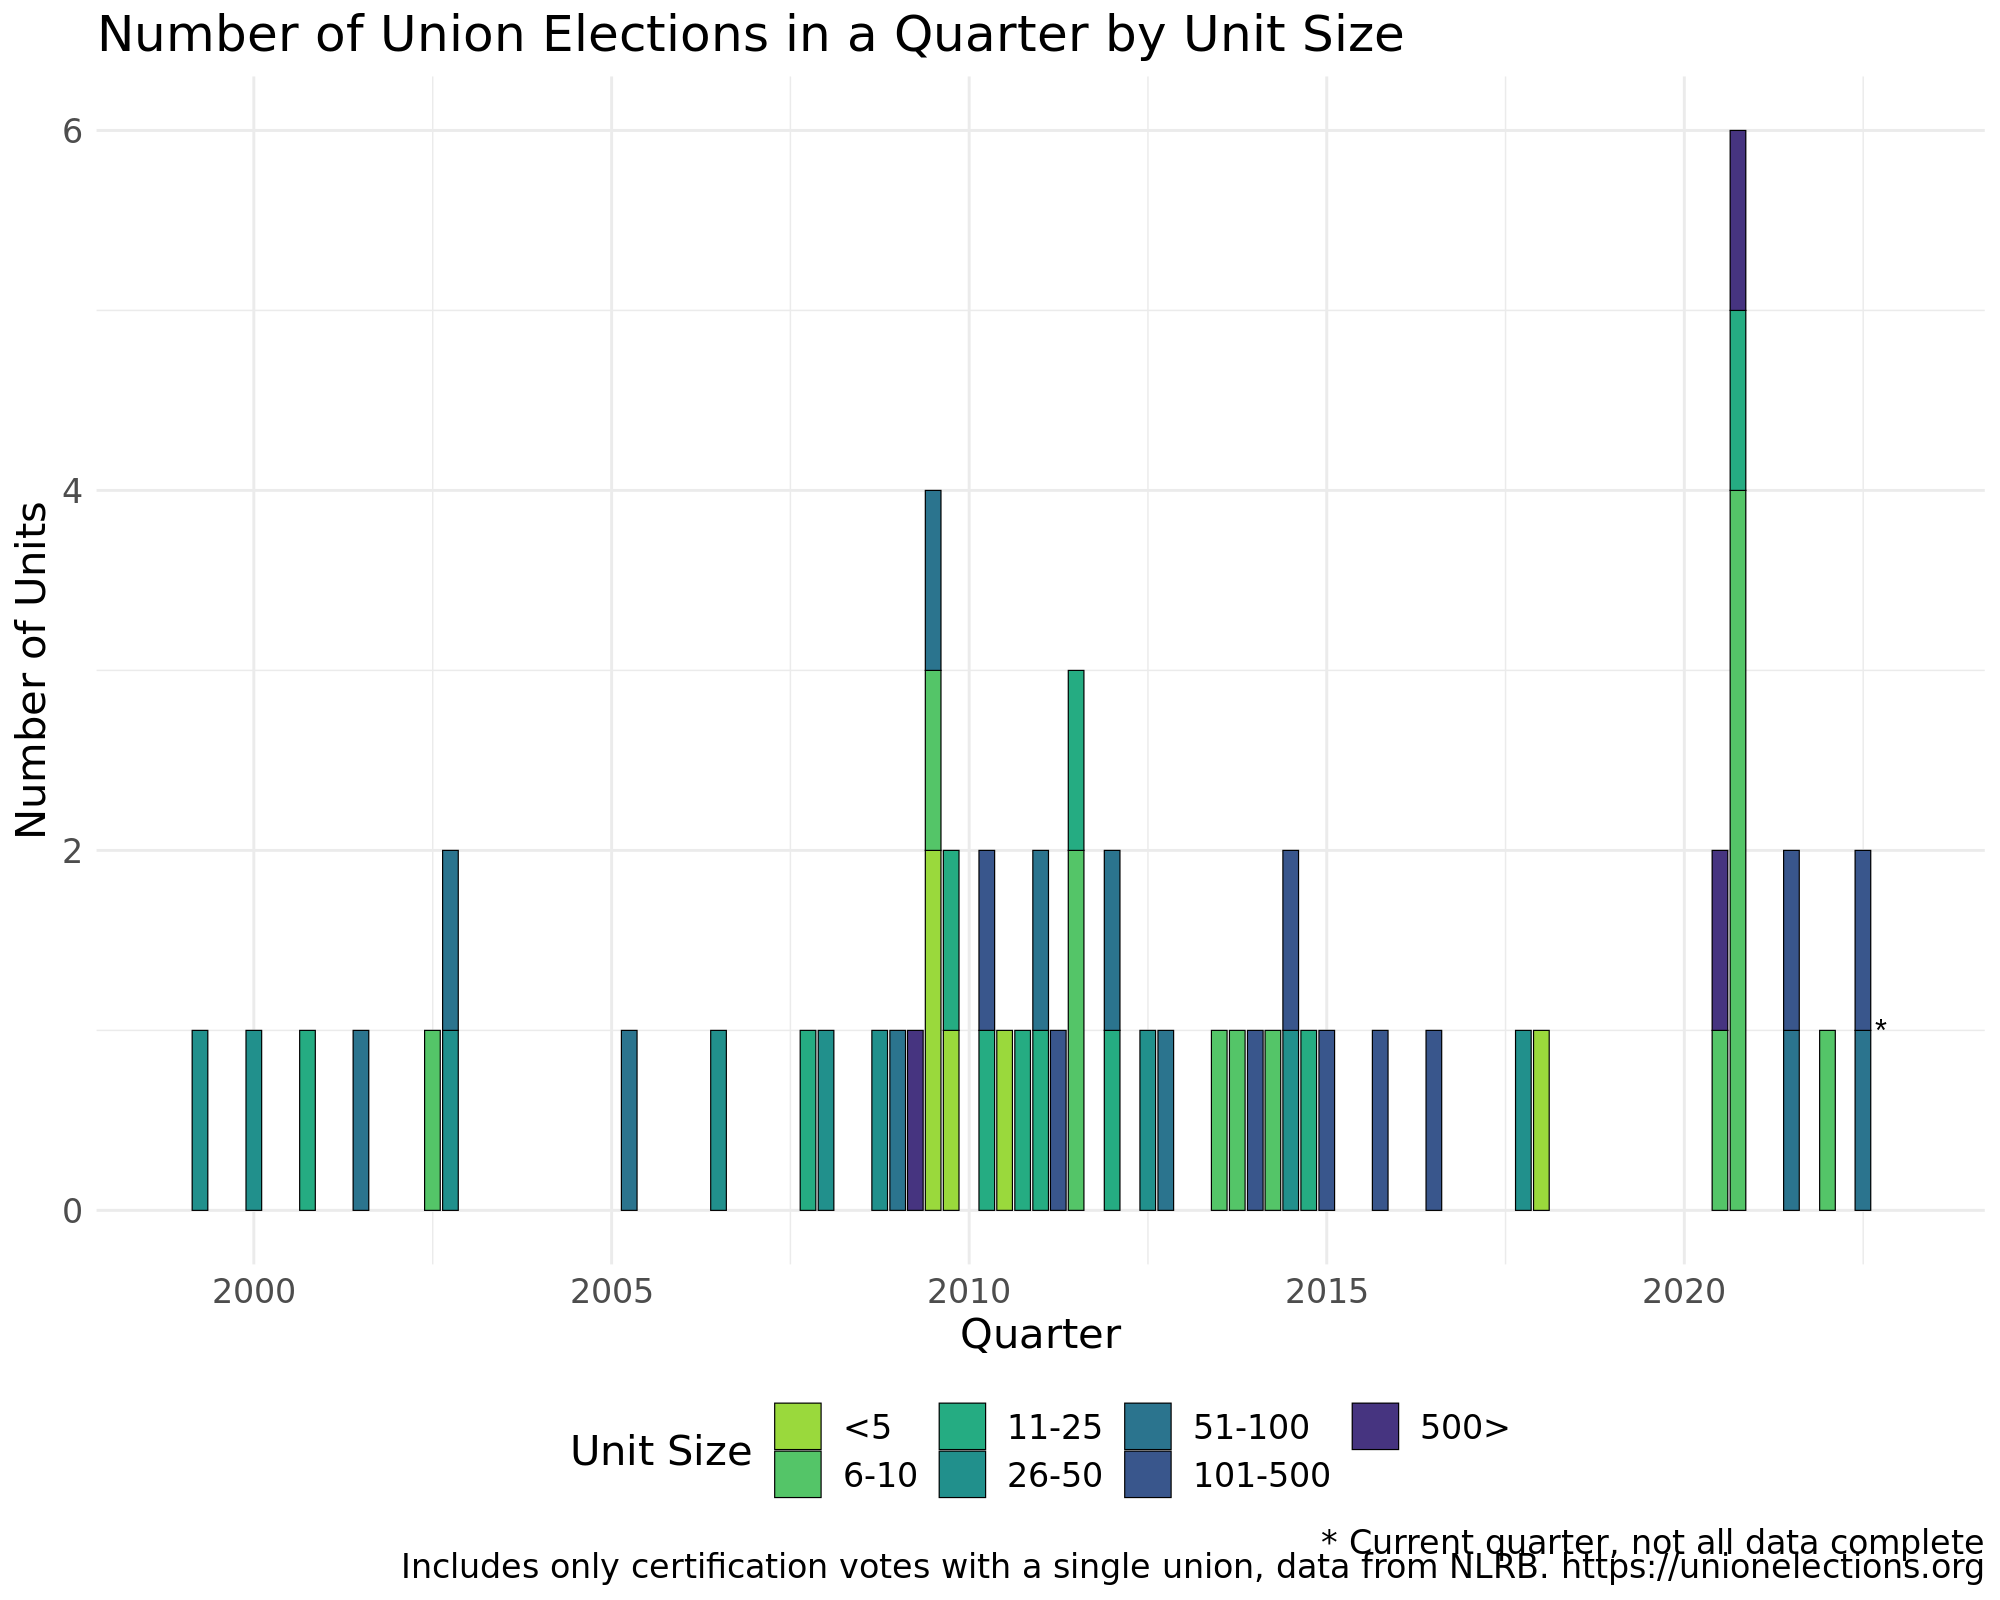 Number of Union Elections in a Quarter by Unit Size
Number of Units
6
4
2
0
*
2000 2005 2010 2015 2020
Quarter
Unit Size
<5 11-25 51-100 500>
6-10 26-50 101-500
* Current quarter, not all data complete
Includes only certification votes with a single union, data from NLRB. https://unionelections.org